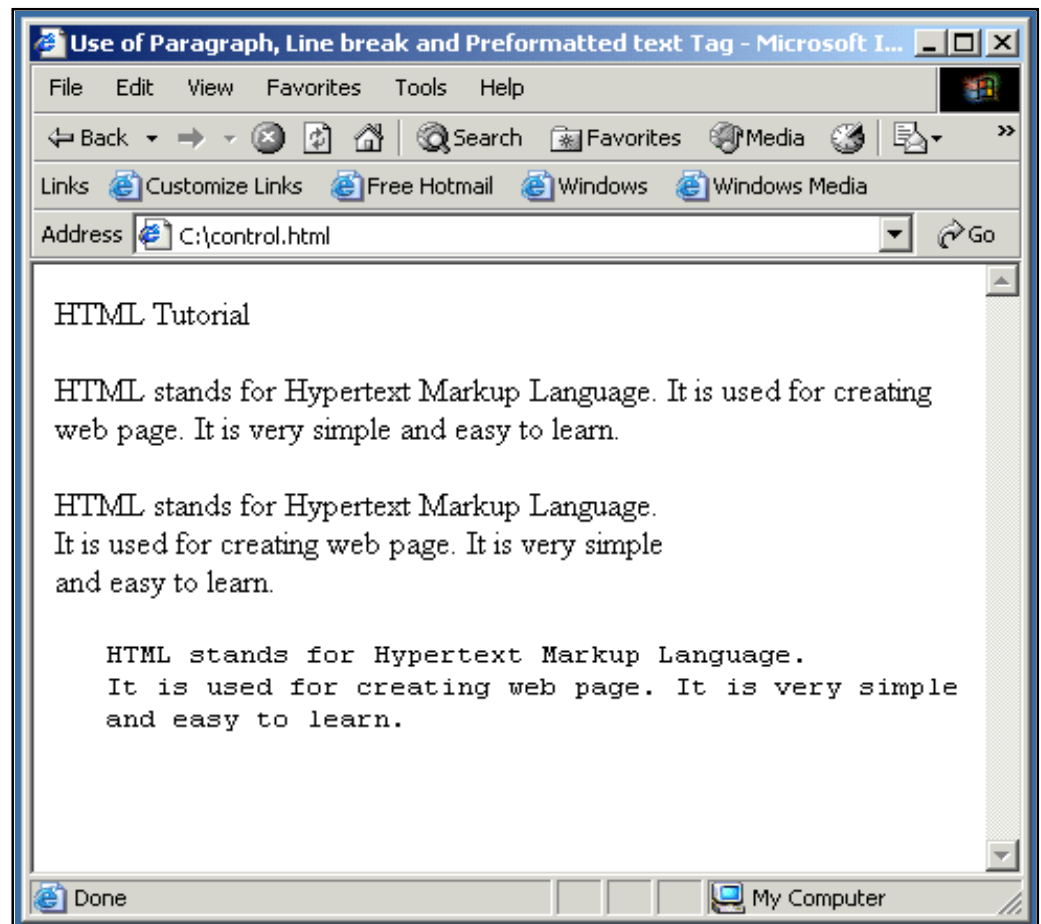 Use of Paragraph, Line break and Preformatted text Tag - Microsoft I...
File Edit View Favorites Tools Help
Back Search Favorites Media »
Links Customize Links Free Hotmail Windows Windows Media
Address C:\control.html Go
HTML Tutorial
HTML stands for Hypertext Markup Language. It is used for creating
web page. It is very simple and easy to learn.
HTML stands for Hypertext Markup Language.
It is used for creating web page. It is very simple
and easy to learn.
HTML stands for Hypertext Markup Language.
It is used for creating web page. It is very simple
and easy to learn.
Done My Computer